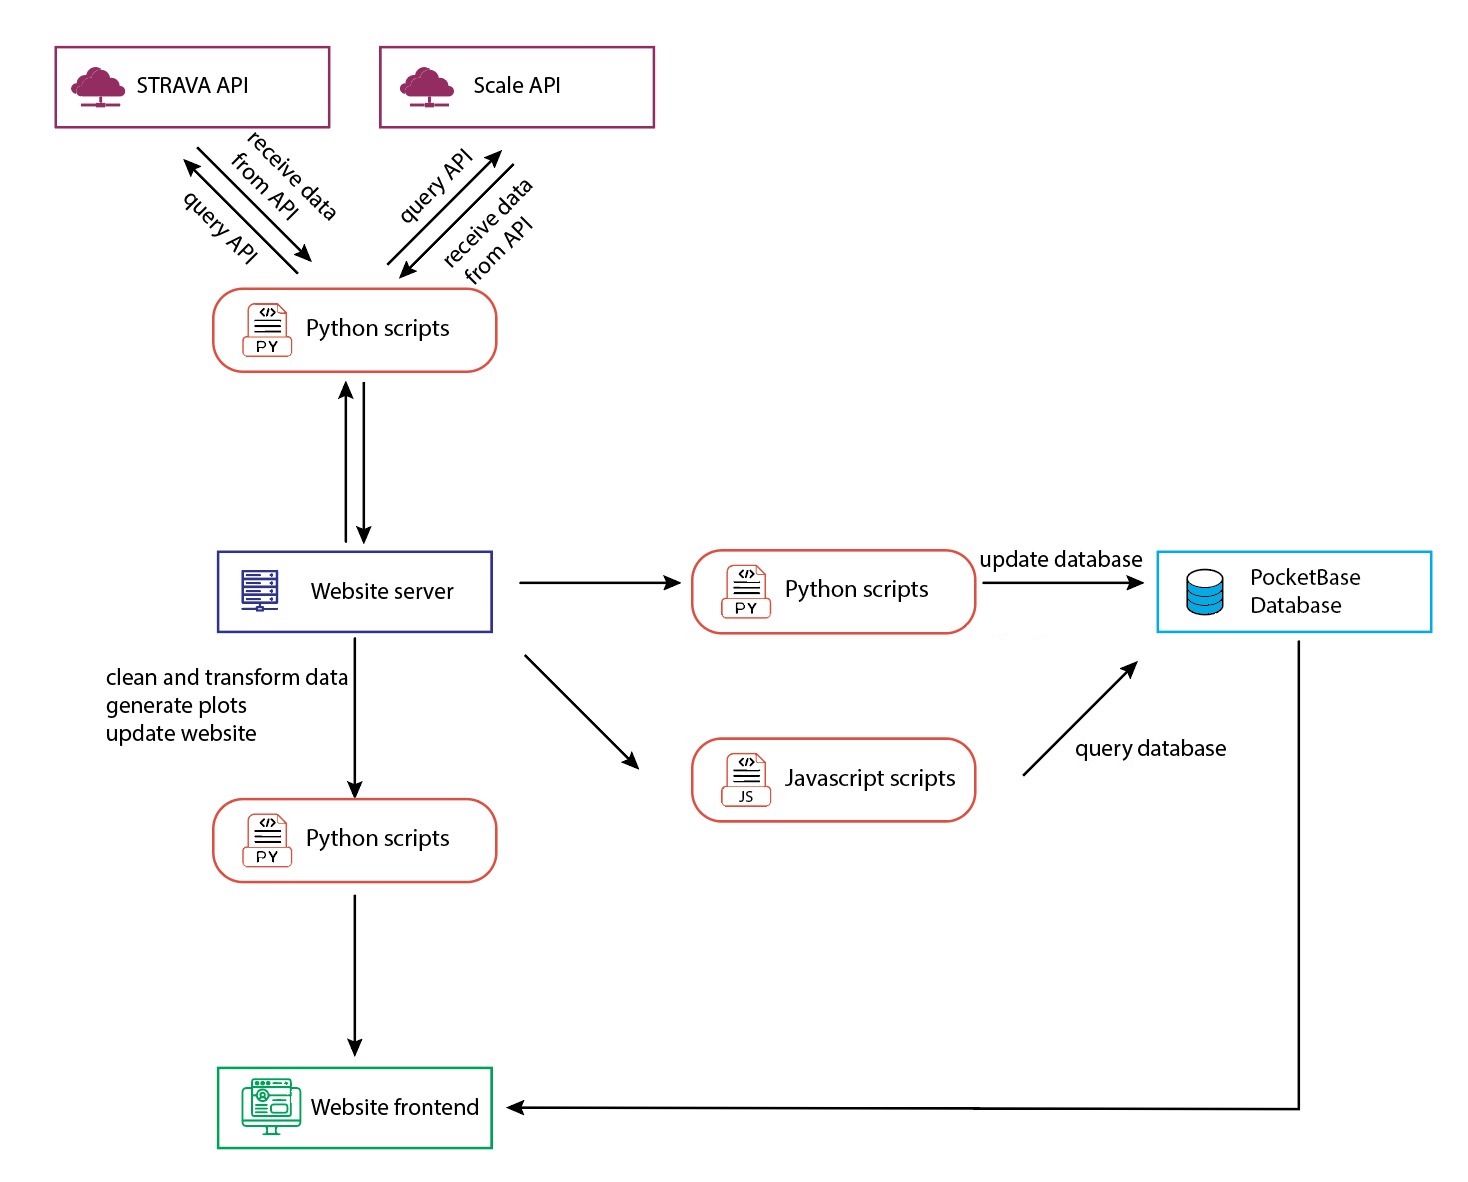 STRAVA API
Scale API
receive data
from API
query API
query API
receive data
from API
PY
Python scripts
Website server
PY
Python scripts
update database
PocketBase
Database
clean and transform data
generate plots
update website
JS
Javascript scripts
query database
PY
Python scripts
Website frontend